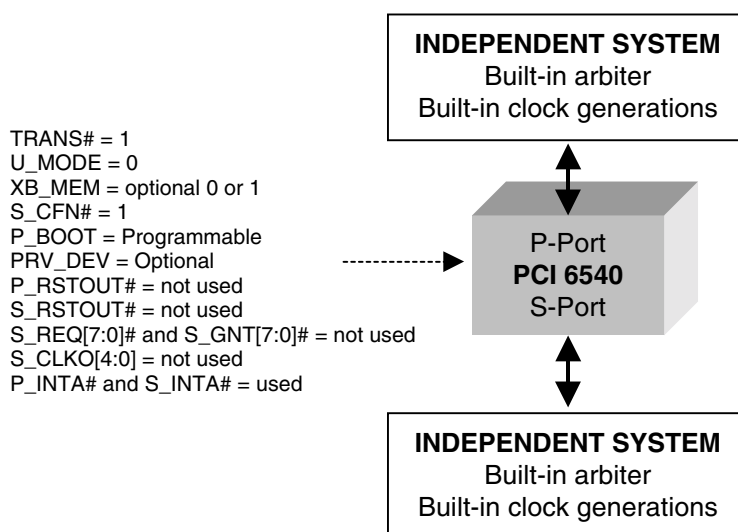 INDEPENDENT SYSTEM
Built-in arbiter
Built-in clock generations
TRANS# = 1
U_MODE = 0
XB_MEM = optional 0 or 1
S_CFN# = 1
P_BOOT = Programmable
PRV_DEV = Optional
P_RSTOUT# = not used
S_RSTOUT# = not used
S_REQ[7:0]# and S_GNT[7:0]# = not used
S_CLKO[4:0] = not used
P_INTA# and S_INTA# = used
P-Port
PCI 6540
S-Port
INDEPENDENT SYSTEM
Built-in arbiter
Built-in clock generations